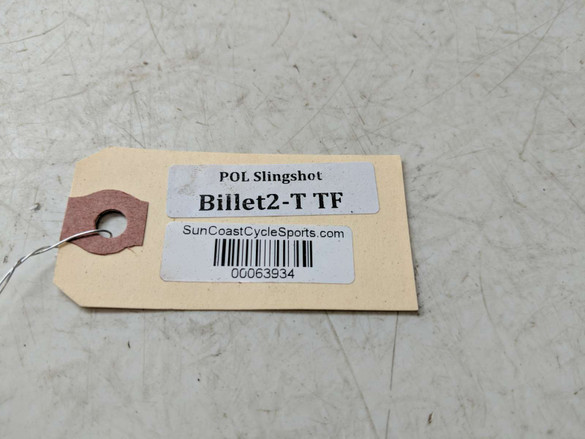 POL Slingshot
Billet2-T TF
SunCoastCycleSports.com
00063934